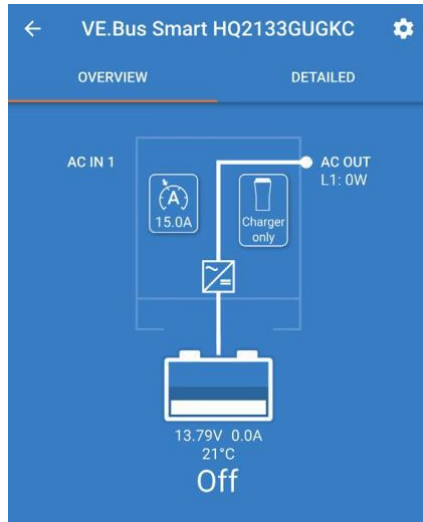 VE.Bus Smart HQ2133GUGKC
OVERVIEW
DETAILED
AC IN 1
AC OUT
L1: 0W
A
15.0A
Charger
only
13.79V 0.0A
21°C
Off